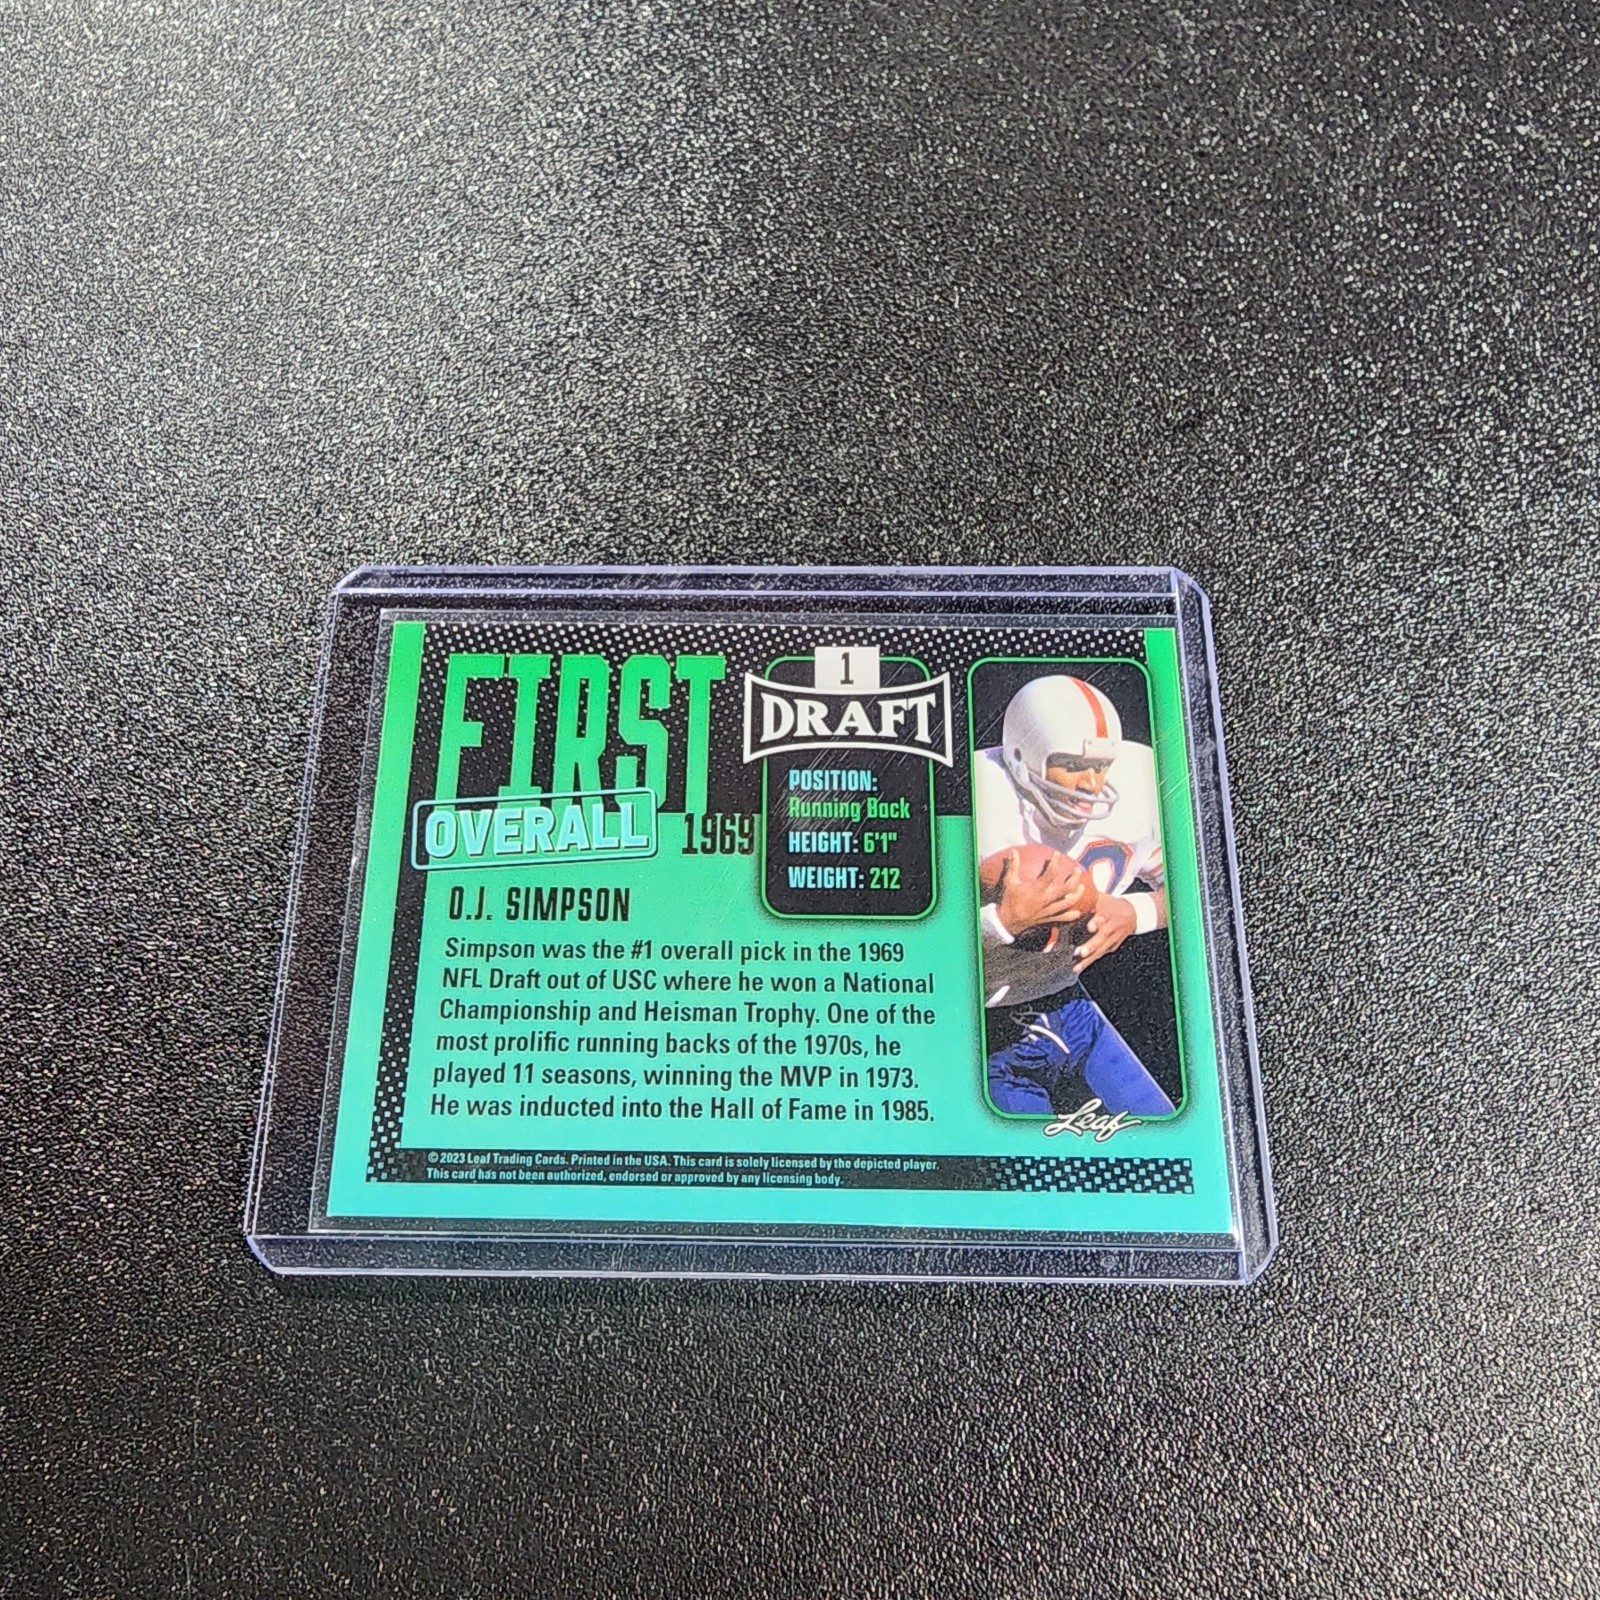 FIRST
OVERALL
1969
1
DRAFT
POSITION:
Running Back
HEIGHT: 6'1"
WEIGHT: 212
O.J. SIMPSON
Simpson was the #1 overall pick in the 1969
NFL Draft out of USC where he won a National
Championship and Heisman Trophy. One of the
most prolific running backs of the 1970s, he
played 11 seasons, winning the MVP in 1973.
He was inducted into the Hall of Fame in 1985.
Leaf
© 2023 Leaf Trading Cards. Printed in the USA. This card is solely licensed by the depicted player.
This card has not been authorized, endorsed or approved by any licensing body.